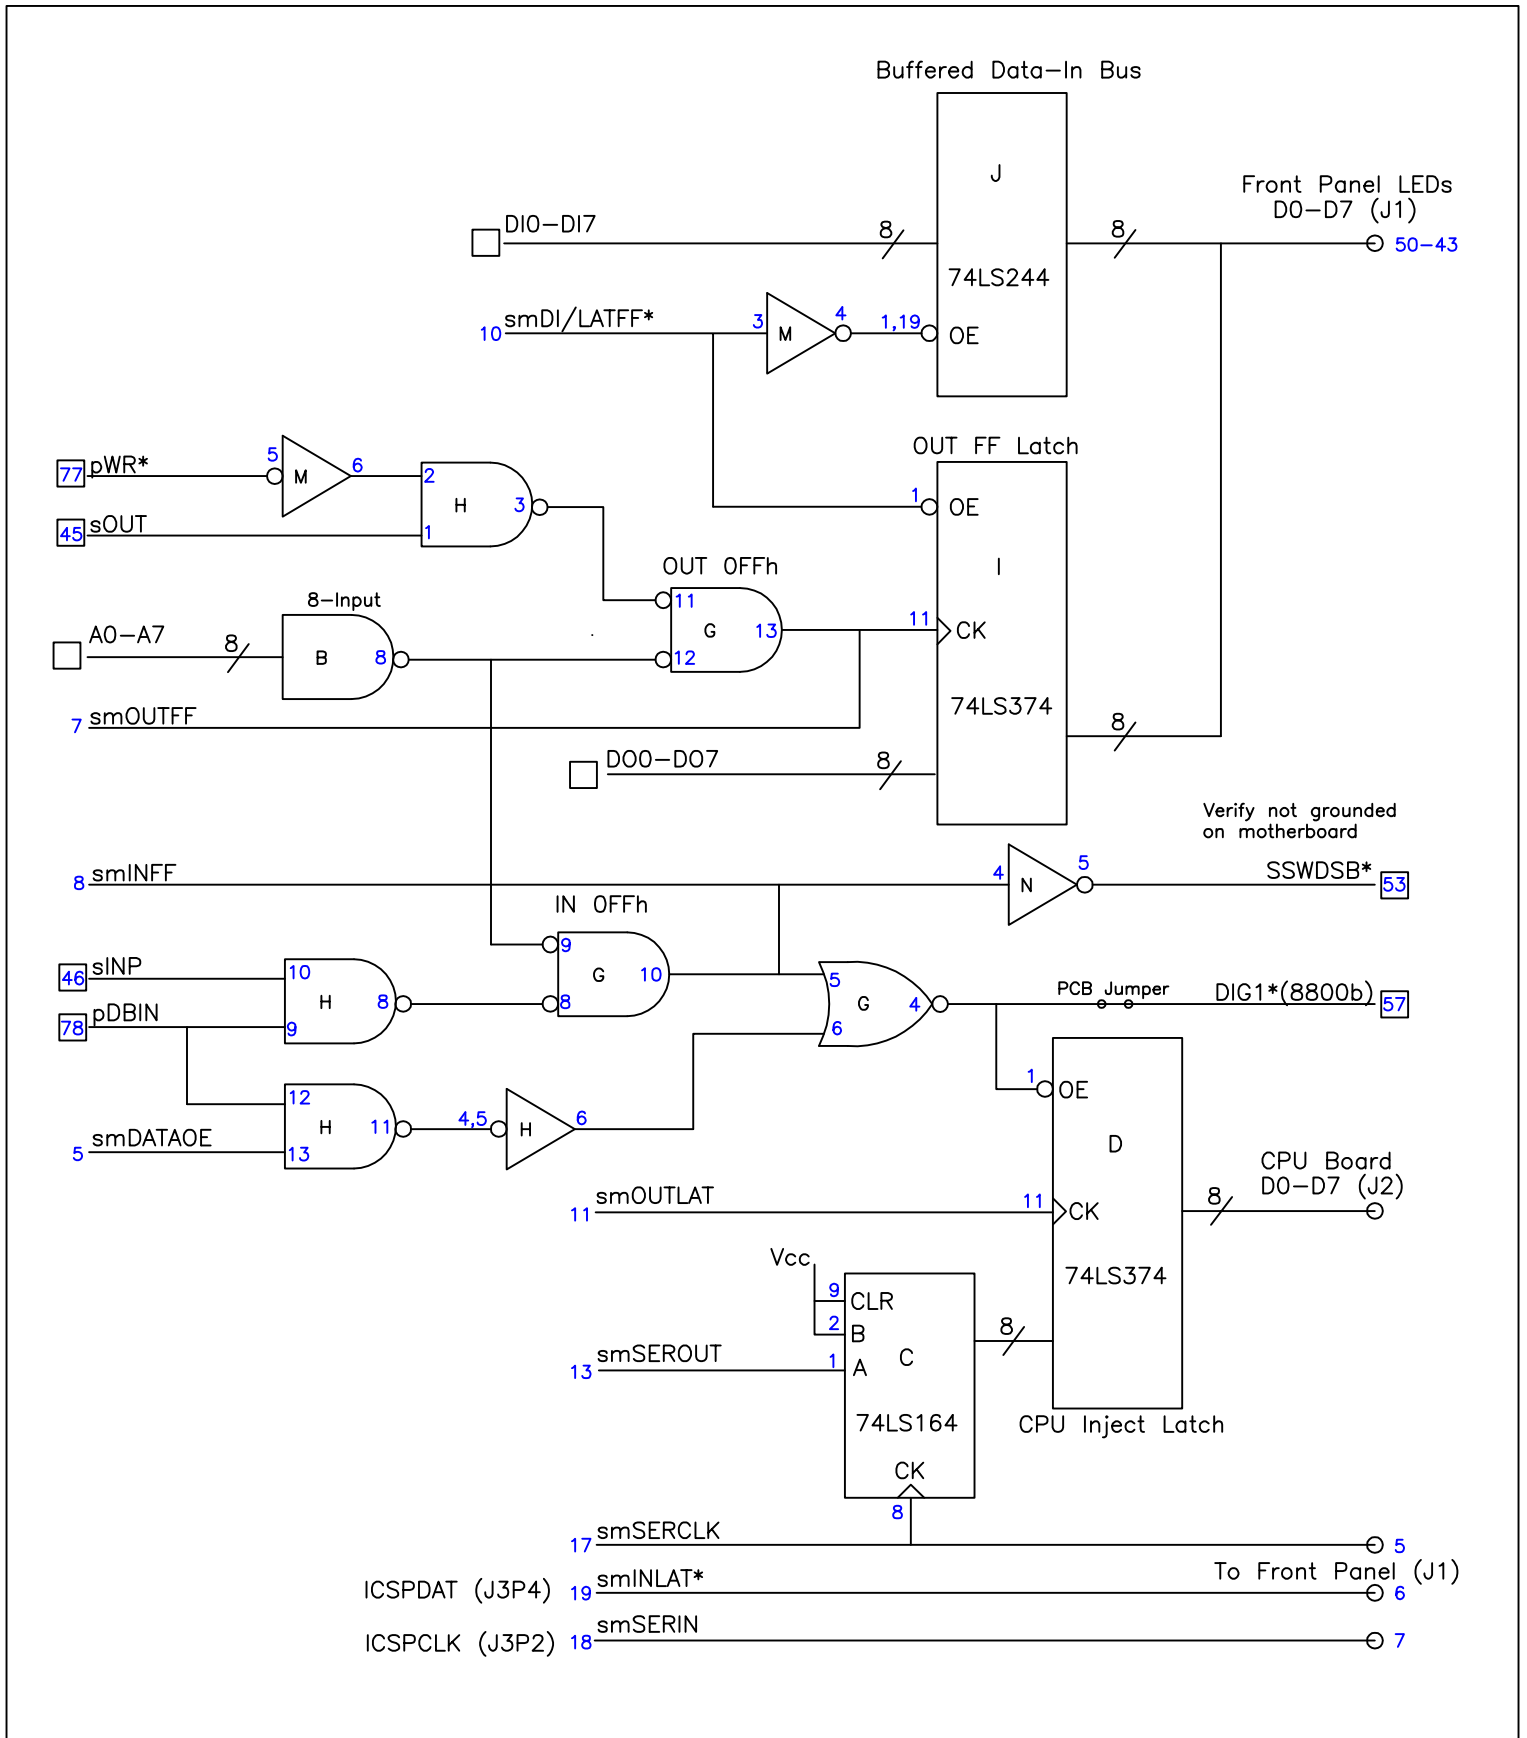 Buffered Data-In Bus
J
Front Panel LEDs
D0-D7 (J1)
DI0-DI7
8
8
50-43
74LS244
10 smDI/LATFF*
3 M 4
1,19 OE
OUT FF Latch
77 pWR*
5 M 6
2 H 3
1 OE
45 sOUT
1
OUT 0FFh
I
8-Input
11
A0-A7
8
B 8
G 13
11 CK
12
74LS374
7 smOUTFF
8
DO0-DO7
8
Verify not grounded
on motherboard
8 smINFF
4 N 5
SSWDSB*
53
IN 0FFh
9
46 sINP
10
H 8
G 10
8
5
G 4
PCB Jumper
DIG1*(8800b)
57
78 pDBIN
9
6
1 OE
12
H 11
4,5 H 6
D
5 smDATAOE
13
CPU Board
D0-D7 (J2)
11 smOUTLAT
11 CK
8
Vcc
74LS374
9 CLR
2 B
8
13 smSEROUT
1 A
C
74LS164
CPU Inject Latch
CK
8
17 smSERCLK
5
To Front Panel (J1)
ICSPDAT (J3P4) 19 smINLAT*
6
ICSPCLK (J3P2) 18 smSERIN
7